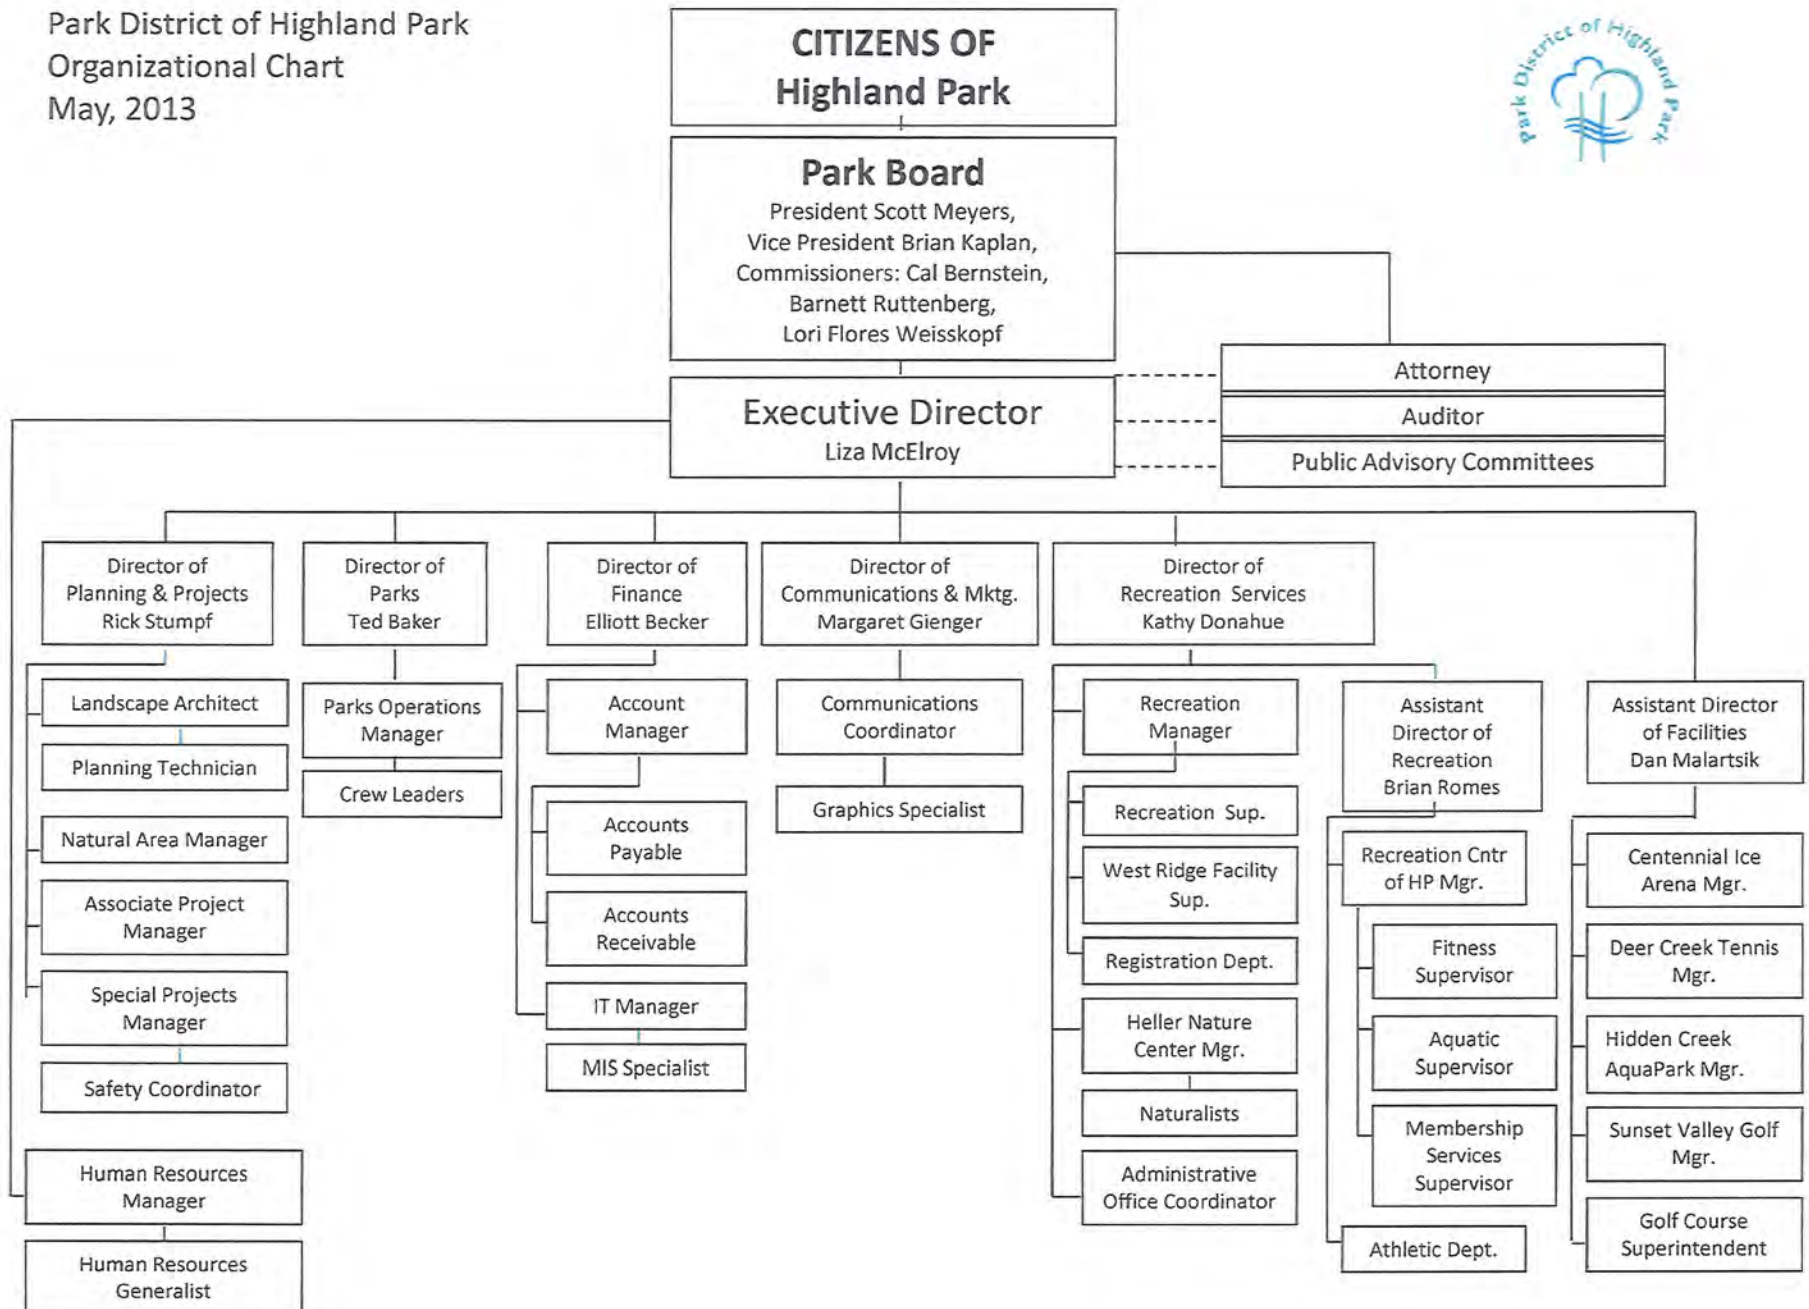 Park District of Highland Park
Organizational Chart
May, 2013
CITIZENS OF
Highland Park
Park District of Highland Park
Park Board
President Scott Meyers,
Vice President Brian Kaplan,
Commissioners: Cal Bernstein,
Barnett Ruttenberg,
Lori Flores Weisskopf
Attorney
Auditor
Public Advisory Committees
Executive Director
Liza McElroy
Director of
Planning & Projects
Rick Stumpf
Director of
Parks
Ted Baker
Director of
Finance
Elliott Becker
Director of
Communications & Mktg.
Margaret Gienger
Director of
Recreation Services
Kathy Donahue
Landscape Architect
Planning Technician
Natural Area Manager
Associate Project
Manager
Special Projects
Manager
Safety Coordinator
Human Resources
Manager
Human Resources
Generalist
Parks Operations
Manager
Crew Leaders
Account
Manager
Accounts
Payable
Accounts
Receivable
IT Manager
MIS Specialist
Communications
Coordinator
Graphics Specialist
Recreation
Manager
Recreation Sup.
West Ridge Facility
Sup.
Registration Dept.
Heller Nature
Center Mgr.
Naturalists
Administrative
Office Coordinator
Assistant
Director of
Recreation
Brian Romes
Recreation Cntr
of HP Mgr.
Fitness
Supervisor
Aquatic
Supervisor
Membership
Services
Supervisor
Athletic Dept.
Assistant Director
of Facilities
Dan Malartsik
Centennial Ice
Arena Mgr.
Deer Creek Tennis
Mgr.
Hidden Creek
AquaPark Mgr.
Sunset Valley Golf
Mgr.
Golf Course
Superintendent